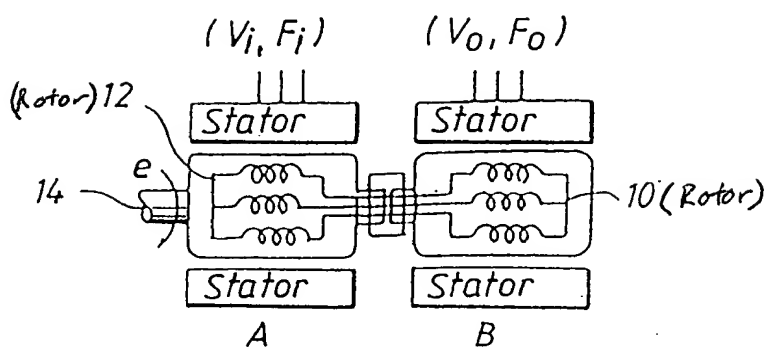 (Vi, Fi) (Vo, Fo)
(Rotor) 12 Stator Stator
e
14 10 (Rotor)
Stator Stator
A B